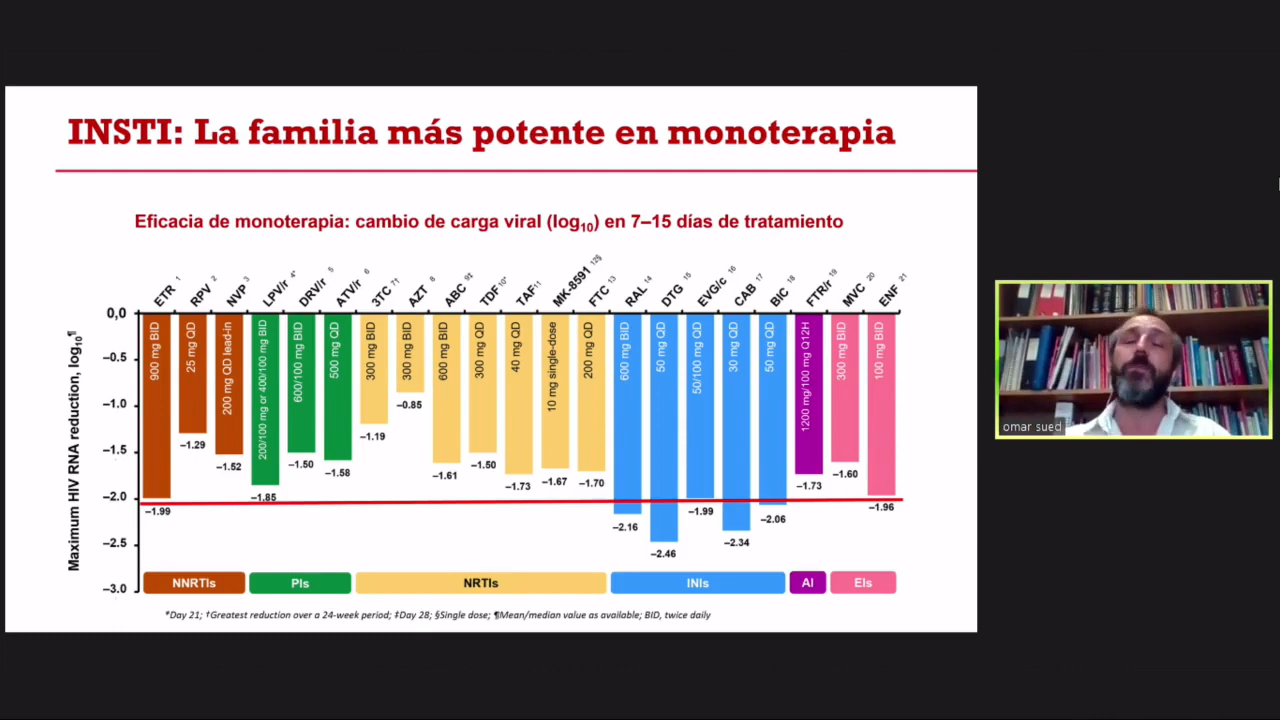 INSTI: La familia más potente en monoterapia
Eficacia de monoterapia: cambio de carga viral (log10) en 7–15 días de tratamiento
ETR 1
RPV 2
NVP 3
LPV/r 4*
DRV/r 5
ATV/r 6
3TC 7†
AZT 8
ABC 9‡
TDF 10*
TAF 11
MK-8591 12§
FTC 13
RAL 14
DTG 15
EVG/c 16
CAB 17
BIC 18
FTR/r 19
MVC 20
ENF 21
Maximum HIV RNA reduction, log10¶
0,0
–0.5
–1.0
–1.5
–2.0
–2.5
–3.0
900 mg BID
25 mg QD
200 mg QD lead-in
200/100 mg or 400/100 mg BID
600/100 mg BID
500 mg QD
300 mg BID
300 mg BID
600 mg BID
300 mg QD
40 mg QD
10 mg single-dose
200 mg QD
600 mg BID
50 mg QD
50/100 mg QD
30 mg QD
50 mg QD
1200 mg/100 mg Q12H
300 mg BID
100 mg BID
–1.99
–1.29
–1.52
–1.85
–1.50
–1.58
–1.19
–0.85
–1.61
–1.50
–1.73
–1.67
–1.70
–2.16
–2.46
–1.99
–2.34
–2.06
–1.73
–1.60
–1.96
NNRTIs
PIs
NRTIs
INIs
AI
EIs
*Day 21; †Greatest reduction over a 24-week period; ‡Day 28; §Single dose; ¶Mean/median value as available; BID, twice daily
omar sued